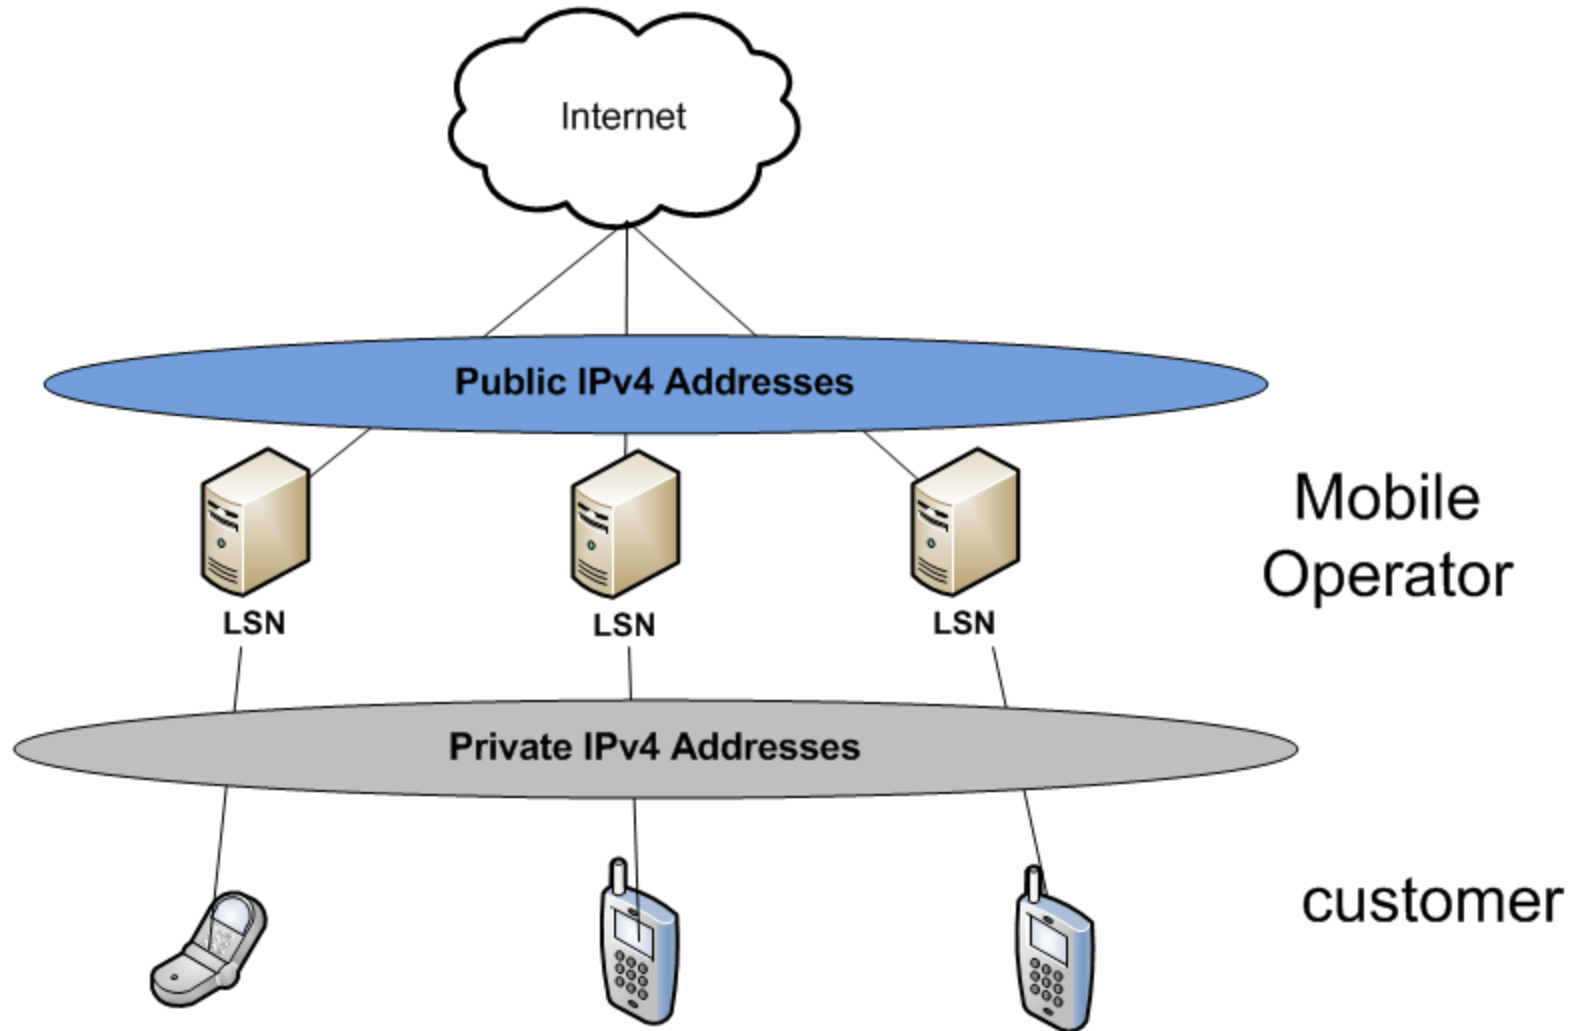 Internet
Public IPv4 Addresses
LSN
LSN
LSN
Mobile
Operator
Private IPv4 Addresses
customer